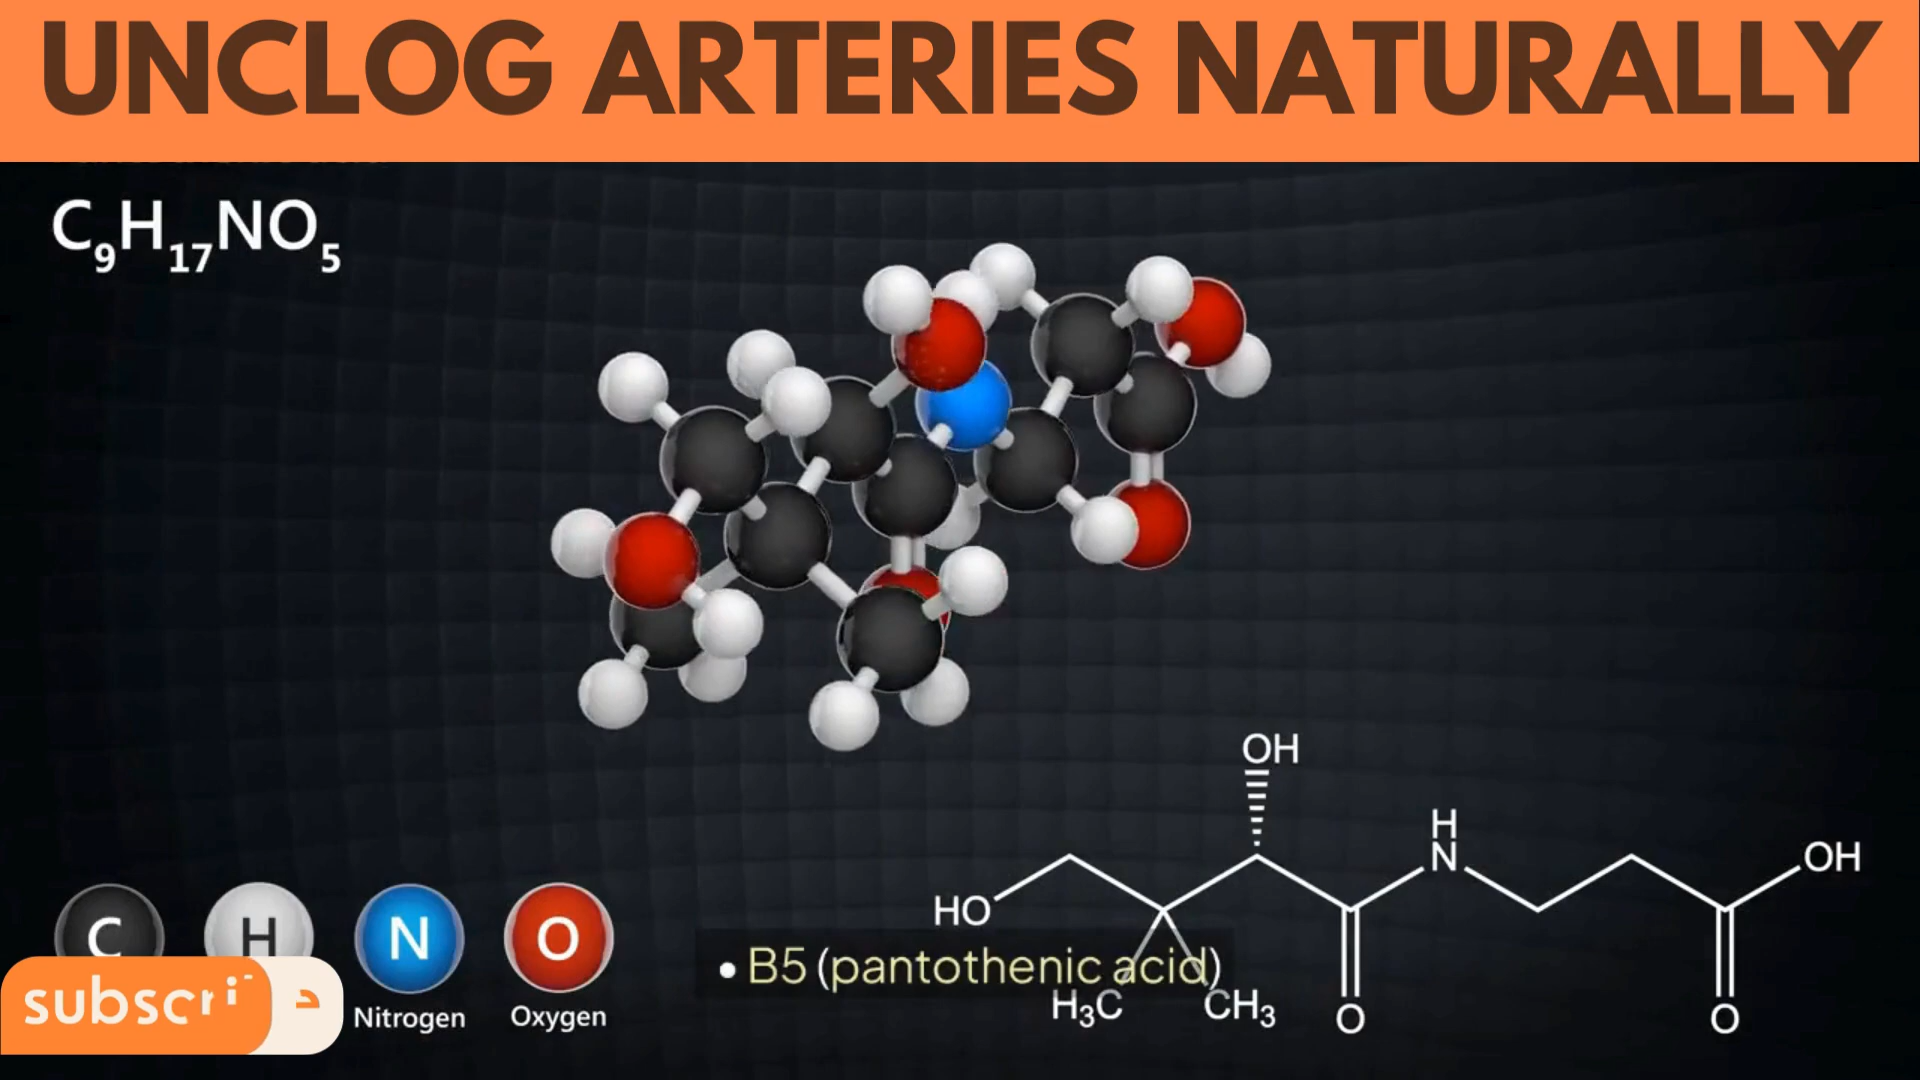 UNCLOG ARTERIES NATURALLY
C₉H₁₇NO₅
OH
H
N
OH
HO
• B5 (pantothenic acid)
H₃C
CH₃
O
O
C
H
N
O
Nitrogen
Oxygen
subscri